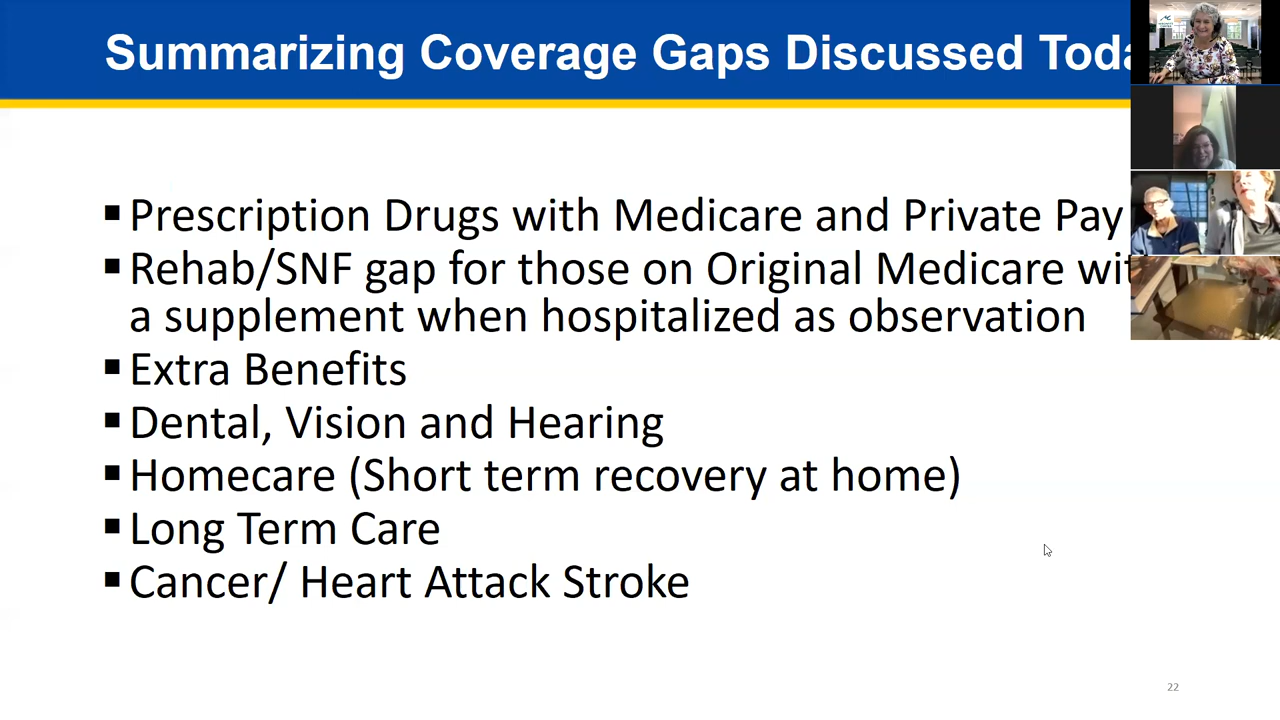 Summarizing Coverage Gaps Discussed
▪Prescription Drugs with Medicare and Private Pay
▪Rehab/SNF gap for those on Original Medicare
a supplement when hospitalized as observation
▪Extra Benefits
▪Dental, Vision and Hearing
▪Homecare (Short term recovery at home)
▪Long Term Care
▪Cancer/ Heart Attack Stroke
22